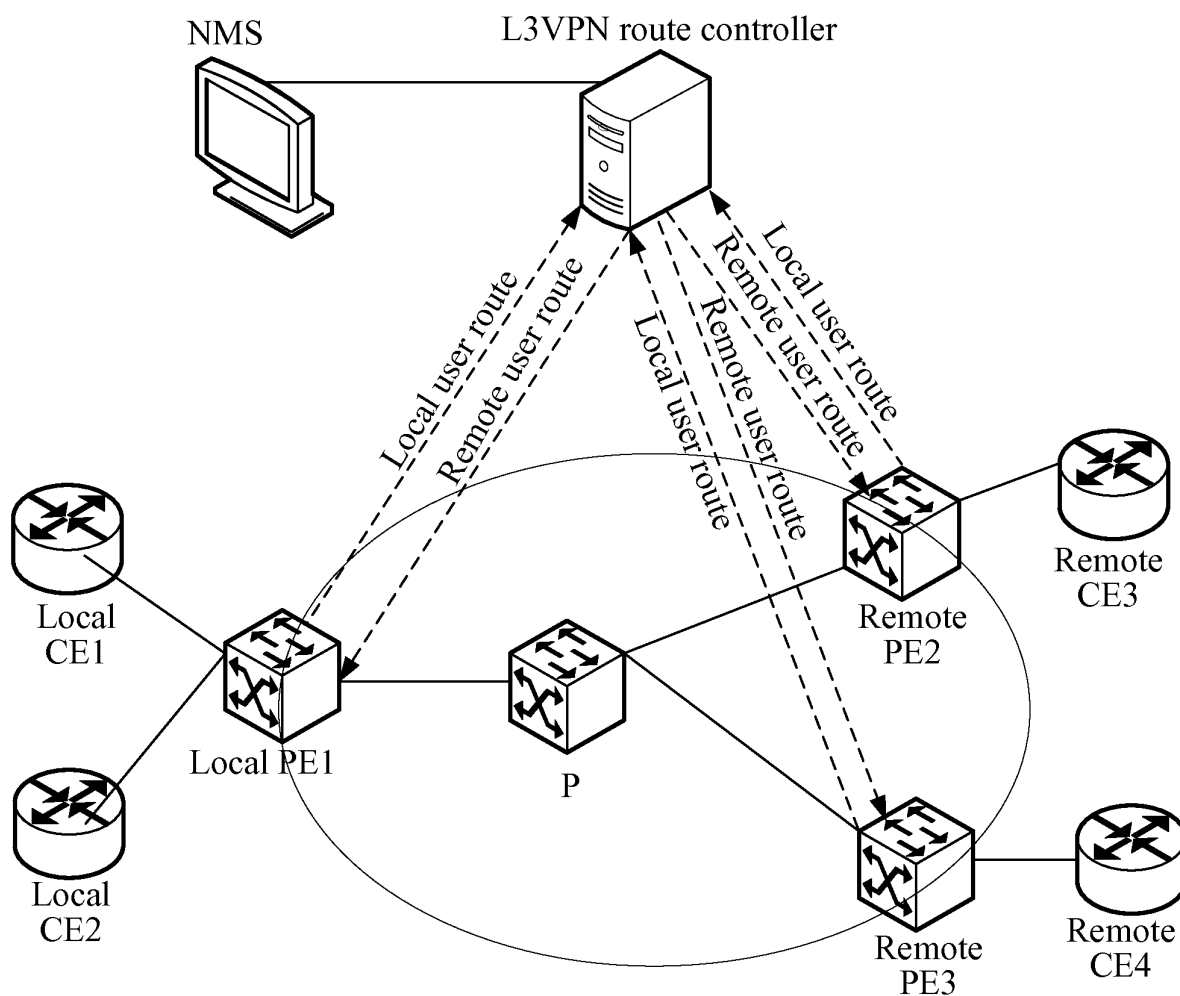 NMS
L3VPN route controller
Local user route
Remote user route
Local user route
Remote user route
Remote user route
Local user route
Local
CE1
Local
CE2
Local PE1
P
Remote
PE2
Remote
CE3
Remote
PE3
Remote
CE4